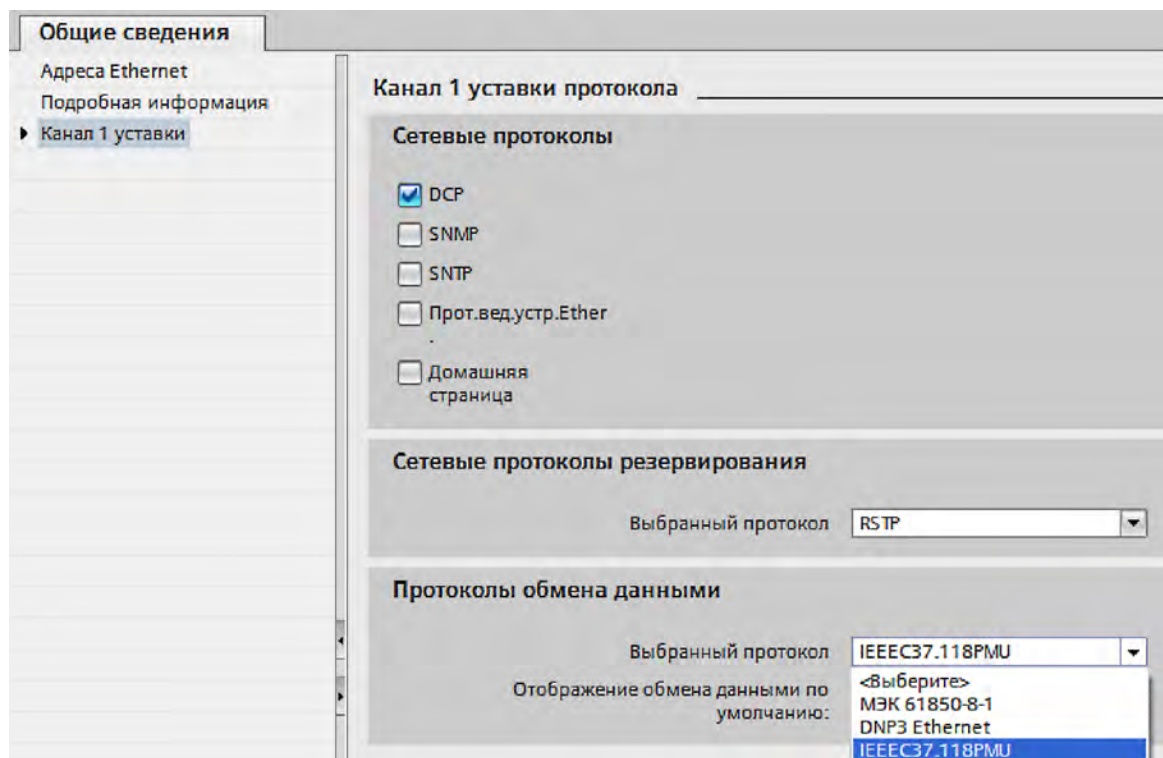 Общие сведения
Адреса Ethernet
Подробная информация
Канал 1 уставки
Канал 1 уставки протокола
Сетевые протоколы
DCP
SNMP
SNTP
Прот.вед.устр.Ether
.
Домашняя
страница
Сетевые протоколы резервирования
Выбранный протокол RSTP
Протоколы обмена данными
Выбранный протокол IEEEC37.118PMU
Отображение обмена данными по
умолчанию:
<Выберите>
МЭК 61850-8-1
DNP3 Ethernet
IEEEC37.118PMU